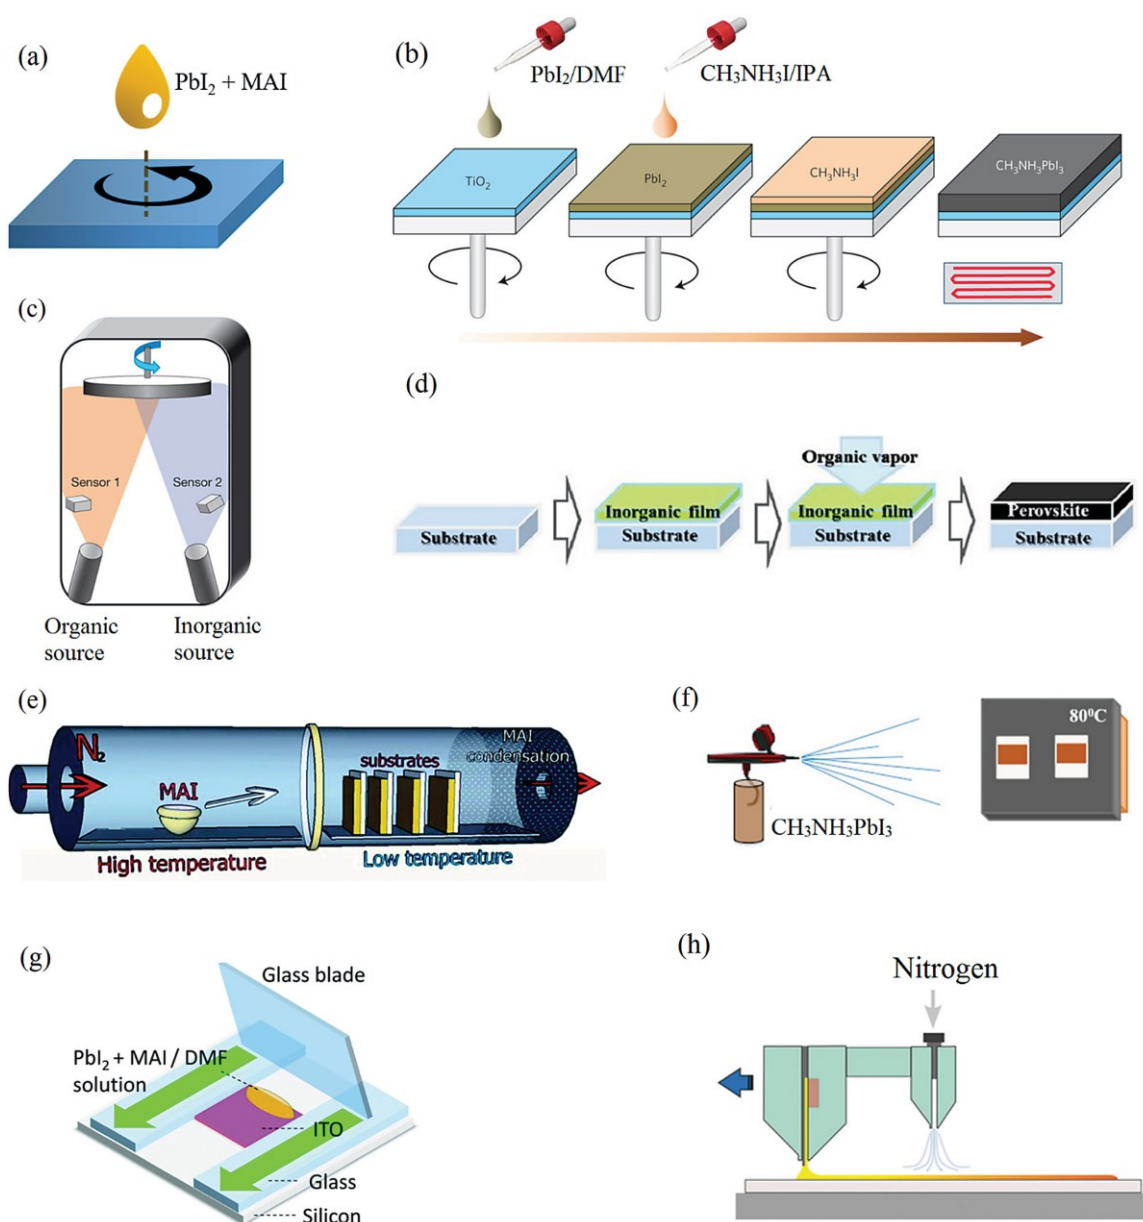 (a)
PbI₂ + MAI
(b)
PbI₂/DMF
CH₃NH₃I/IPA
TiO₂
PbI₂
CH₃NH₃I
CH₃NH₃PbI₃
(c)
Sensor 1
Sensor 2
Organic
source
Inorganic
source
(d)
Organic vapor
Substrate
Inorganic film
Substrate
Inorganic film
Substrate
Perovskite
Substrate
(e)
N₂
MAI
substrates
MAI
condensation
High temperature
Low temperature
(f)
80⁰C
CH₃NH₃PbI₃
(g)
Glass blade
PbI₂ + MAI / DMF
solution
ITO
Glass
Silicon
(h)
Nitrogen